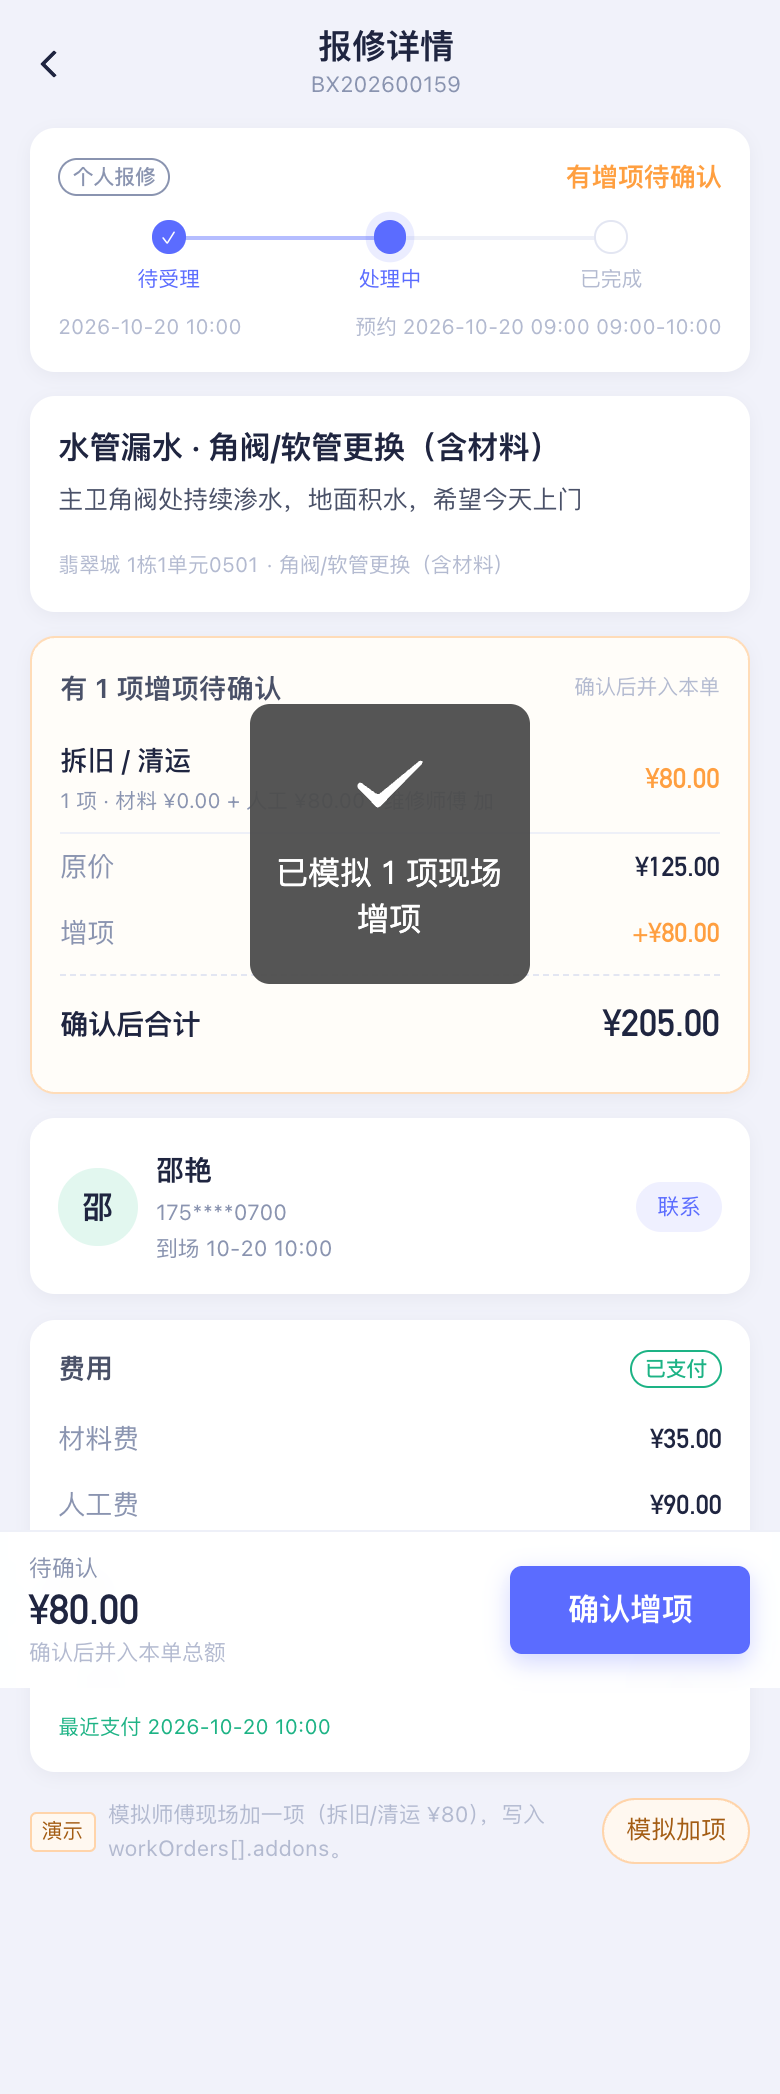 报修详情
BX202600159
个人报修
有增项待确认
待受理
处理中
已完成
2026-10-20 10:00
预约 2026-10-20 09:00 09:00-10:00
水管漏水 · 角阀/软管更换（含材料）
主卫角阀处持续渗水，地面积水，希望今天上门
翡翠城 1栋1单元0501 · 角阀/软管更换（含材料）
有 1 项增项待确认
确认后并入本单
拆旧 / 清运
¥80.00
1 项 · 材料 ¥0.00 + 人工 ¥80.00 · 维修师傅 加
已模拟 1 项现场
增项
原价
¥125.00
增项
+¥80.00
确认后合计
¥205.00
邵
邵艳
175****0700
到场 10-20 10:00
联系
费用
已支付
材料费
¥35.00
人工费
¥90.00
待确认
¥80.00
确认后并入本单总额
确认增项
最近支付 2026-10-20 10:00
演示
模拟师傅现场加一项（拆旧/清运 ¥80），写入
workOrders[].addons。
模拟加项